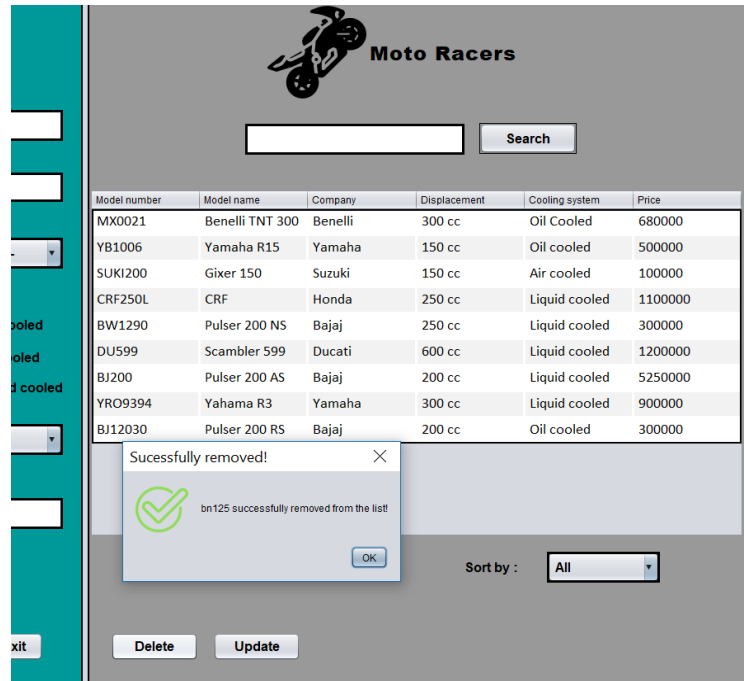 Moto Racers
Search
Model number Model name Company Displacement Cooling system Price
MX0021 Benelli TNT 300 Benelli 300 cc Oil Cooled 680000
YB1006 Yamaha R15 Yamaha 150 cc Oil cooled 500000
SUKI200 Gixer 150 Suzuki 150 cc Air cooled 100000
CRF250L CRF Honda 250 cc Liquid cooled 1100000
BW1290 Pulser 200 NS Bajaj 250 cc Liquid cooled 300000
DU599 Scambler 599 Ducati 600 cc Liquid cooled 1200000
BJ200 Pulser 200 AS Bajaj 200 cc Liquid cooled 5250000
YRO9394 Yahama R3 Yamaha 300 cc Liquid cooled 900000
BJ12030 Pulser 200 RS Bajaj 200 cc Oil cooled 300000
ooled
ooled
d cooled
Sucessfully removed!
bn125 successfully removed from the list!
OK
Sort by : All
xit Delete Update